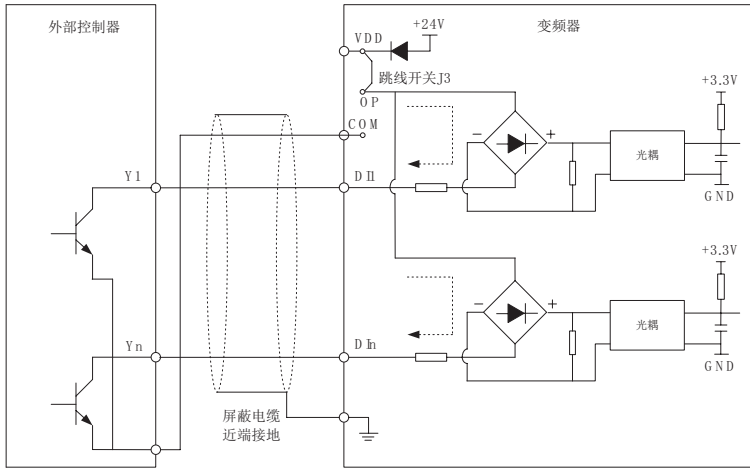 外部控制器
变频器
+24V
VDD
跳线开关J3
OP
COM
+3.3V
- +
光耦
Y1
DI1
GND
+3.3V
- +
光耦
Yn
DIn
GND
屏蔽电缆
近端接地